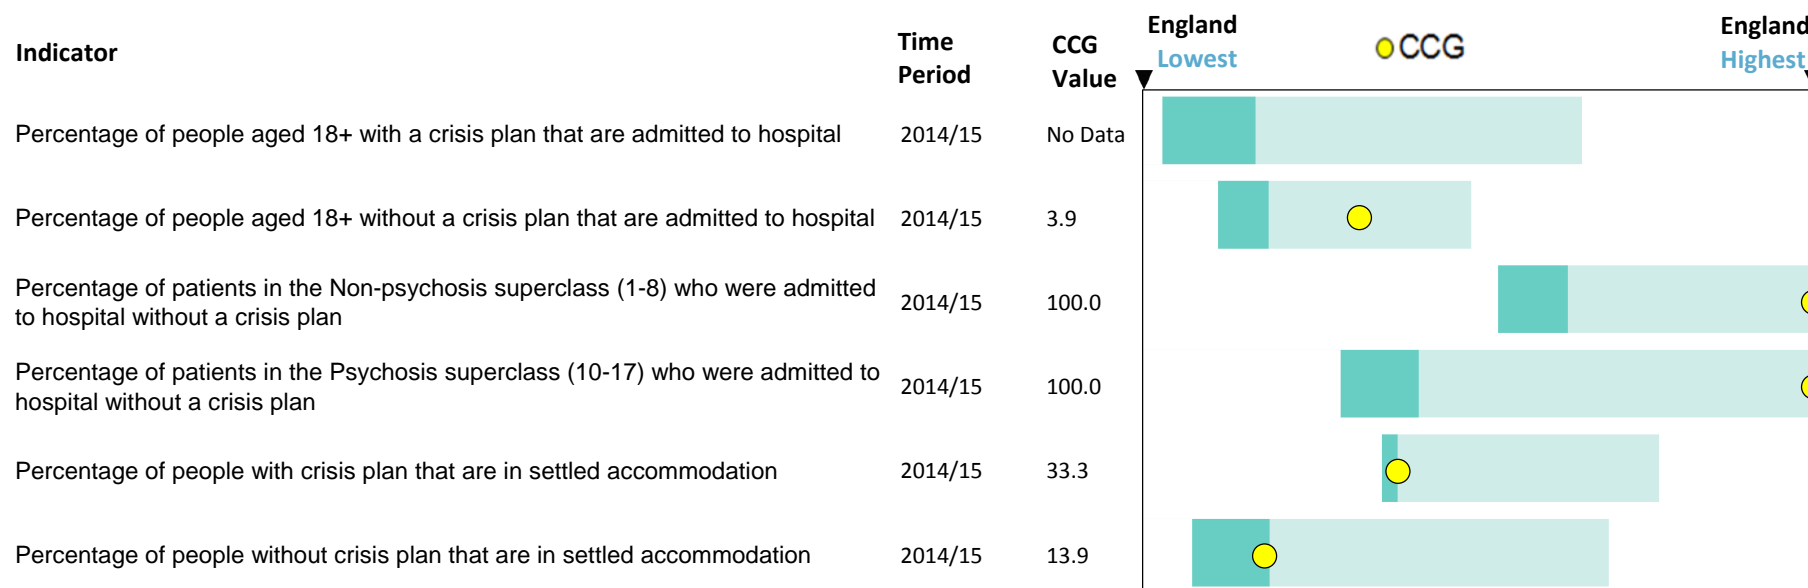 Indicator
Time Period
CCG Value
England Lowest
CCG
England Highest
Percentage of people aged 18+ with a crisis plan that are admitted to hospital 2014/15 No Data
Percentage of people aged 18+ without a crisis plan that are admitted to hospital 2014/15 3.9
Percentage of patients in the Non-psychosis superclass (1-8) who were admitted
to hospital without a crisis plan
2014/15 100.0
Percentage of patients in the Psychosis superclass (10-17) who were admitted to
hospital without a crisis plan
2014/15 100.0
Percentage of people with crisis plan that are in settled accommodation 2014/15 33.3
Percentage of people without crisis plan that are in settled accommodation 2014/15 13.9